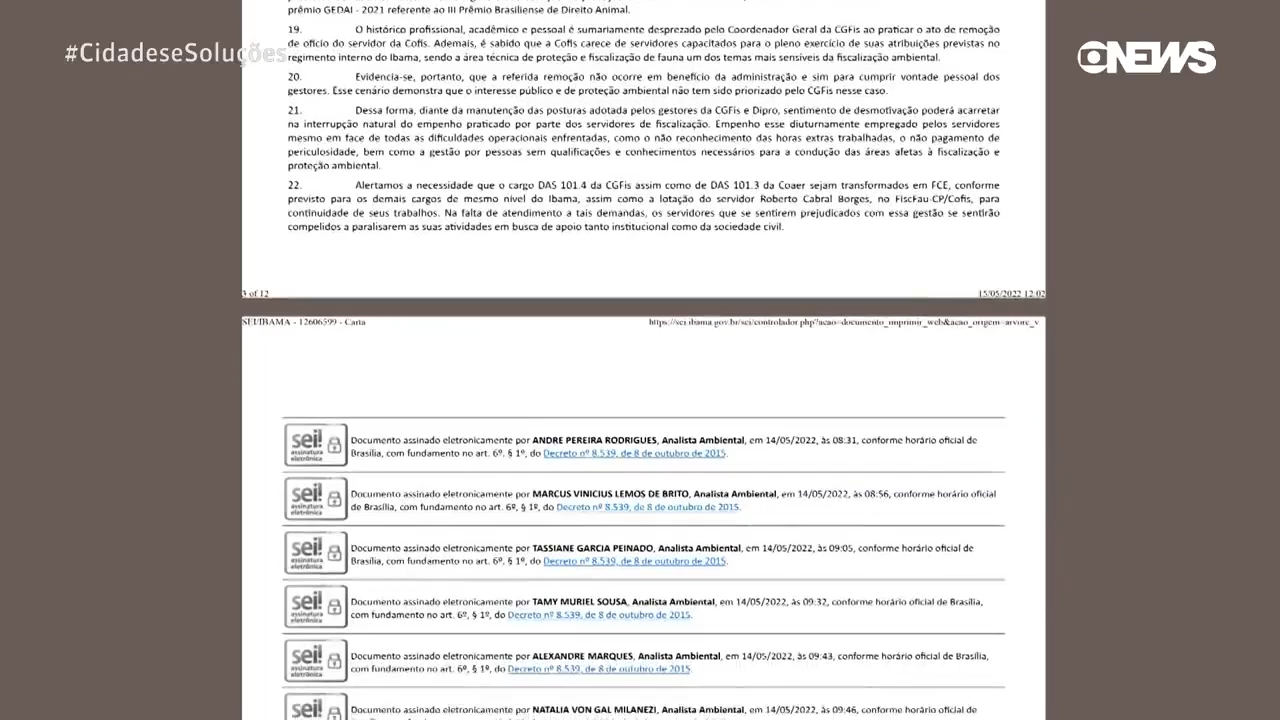 prêmio GEDAI - 2021 referente ao III Prêmio Brasiliense de Direito Animal.
#CidadeseSoluções
GNEWS
19. O histórico profissional, acadêmico e pessoal é sumariamente desprezado pelo Coordenador Geral da CGFis ao praticar o ato de remoção
de ofício do servidor da Cofis. Ademais, é sabido que a Cofis carece de servidores capacitados para o pleno exercício de suas atribuições previstas no
regimento interno do Ibama, sendo a área técnica de proteção e fiscalização de fauna um dos temas mais sensíveis da fiscalização ambiental.
20. Evidencia-se, portanto, que a referida remoção não ocorre em benefício da administração e sim para cumprir vontade pessoal dos
gestores. Esse cenário demonstra que o interesse público e de proteção ambiental não tem sido priorizado pelo CGFis nesse caso.
21. Dessa forma, diante da manutenção das posturas adotada pelos gestores da CGFis e Dipro, sentimento de desmotivação poderá acarretar
na interrupção natural do empenho praticado por parte dos servidores de fiscalização. Empenho esse diuturnamente empregado pelos servidores
mesmo em face de todas as dificuldades operacionais enfrentadas, como o não reconhecimento das horas extras trabalhadas, o não pagamento de
periculosidade, bem como a gestão por pessoas sem qualificações e conhecimentos necessários para a condução das áreas afetas à fiscalização e
proteção ambiental.
22. Alertamos a necessidade que o cargo DAS 101.4 da CGFis assim como de DAS 101.3 da Coaer sejam transformados em FCE, conforme
previsto para os demais cargos de mesmo nível do Ibama, assim como a lotação do servidor Roberto Cabral Borges, no FiscFau-CP/Cofis, para
continuidade de seus trabalhos. Na falta de atendimento a tais demandas, os servidores que se sentirem prejudicados com essa gestão se sentirão
compelidos a paralisarem as suas atividades em busca de apoio tanto institucional como da sociedade civil.
3 of 12 15/05/2022 12:02
SEI/IBAMA - 12606599 - Carta https://sei.ibama.gov.br/sei/controlador.php?acao=documento_imprimir_web&acao_origem=arvore_v
sei! assinatura eletrônica
Documento assinado eletronicamente por ANDRE PEREIRA RODRIGUES, Analista Ambiental, em 14/05/2022, às 08:31, conforme horário oficial de
Brasília, com fundamento no art. 6º, § 1º, do Decreto nº 8.539, de 8 de outubro de 2015.
sei! assinatura eletrônica
Documento assinado eletronicamente por MARCUS VINICIUS LEMOS DE BRITO, Analista Ambiental, em 14/05/2022, às 08:56, conforme horário oficial
de Brasília, com fundamento no art. 6º, § 1º, do Decreto nº 8.539, de 8 de outubro de 2015.
sei! assinatura eletrônica
Documento assinado eletronicamente por TASSIANE GARCIA PEINADO, Analista Ambiental, em 14/05/2022, às 09:05, conforme horário oficial de
Brasília, com fundamento no art. 6º, § 1º, do Decreto nº 8.539, de 8 de outubro de 2015.
sei! assinatura eletrônica
Documento assinado eletronicamente por TAMY MURIEL SOUSA, Analista Ambiental, em 14/05/2022, às 09:32, conforme horário oficial de Brasília,
com fundamento no art. 6º, § 1º, do Decreto nº 8.539, de 8 de outubro de 2015.
sei! assinatura eletrônica
Documento assinado eletronicamente por ALEXANDRE MARQUES, Analista Ambiental, em 14/05/2022, às 09:43, conforme horário oficial de Brasília,
com fundamento no art. 6º, § 1º, do Decreto nº 8.539, de 8 de outubro de 2015.
sei!
Documento assinado eletronicamente por NATALIA VON GAL MILANEZI, Analista Ambiental, em 14/05/2022, às 09:46, conforme horário oficial de